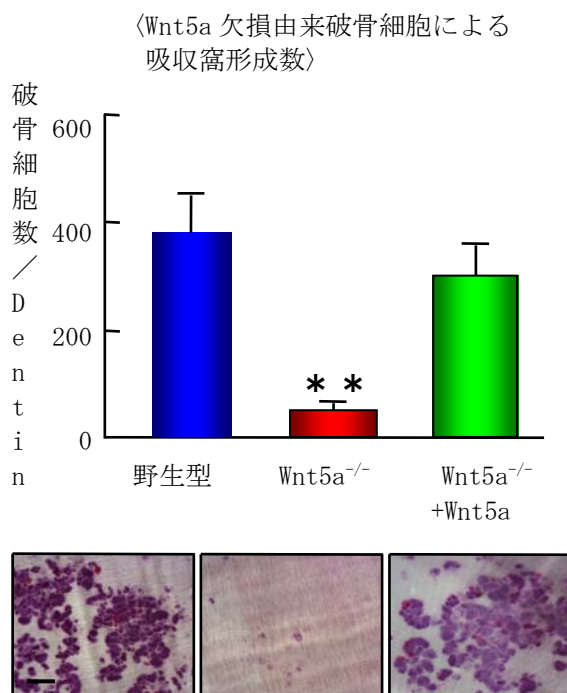 〈Wnt5a 欠損由来破骨細胞による
吸収窩形成数〉
破骨細胞数／Dentin
600
400
200
0
＊＊
野生型
Wnt5a⁻/⁻
Wnt5a⁻/⁻
+Wnt5a